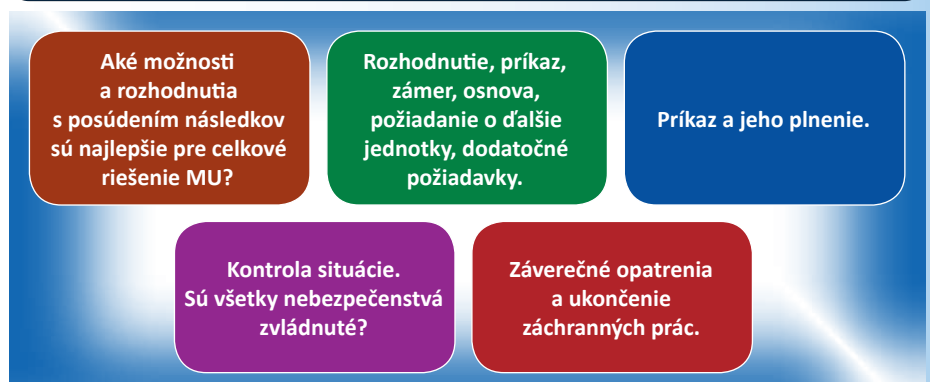 Aké možnosti
a rozhodnutia
s posúdením následkov
sú najlepšie pre celkové
riešenie MU?
Rozhodnutie, príkaz,
zámer, osnova,
požiadanie o ďalšie
jednotky, dodatočné
požiadavky.
Príkaz a jeho plnenie.
Kontrola situácie.
Sú všetky nebezpečenstvá
zvládnuté?
Záverečné opatrenia
a ukončenie
záchranných prác.